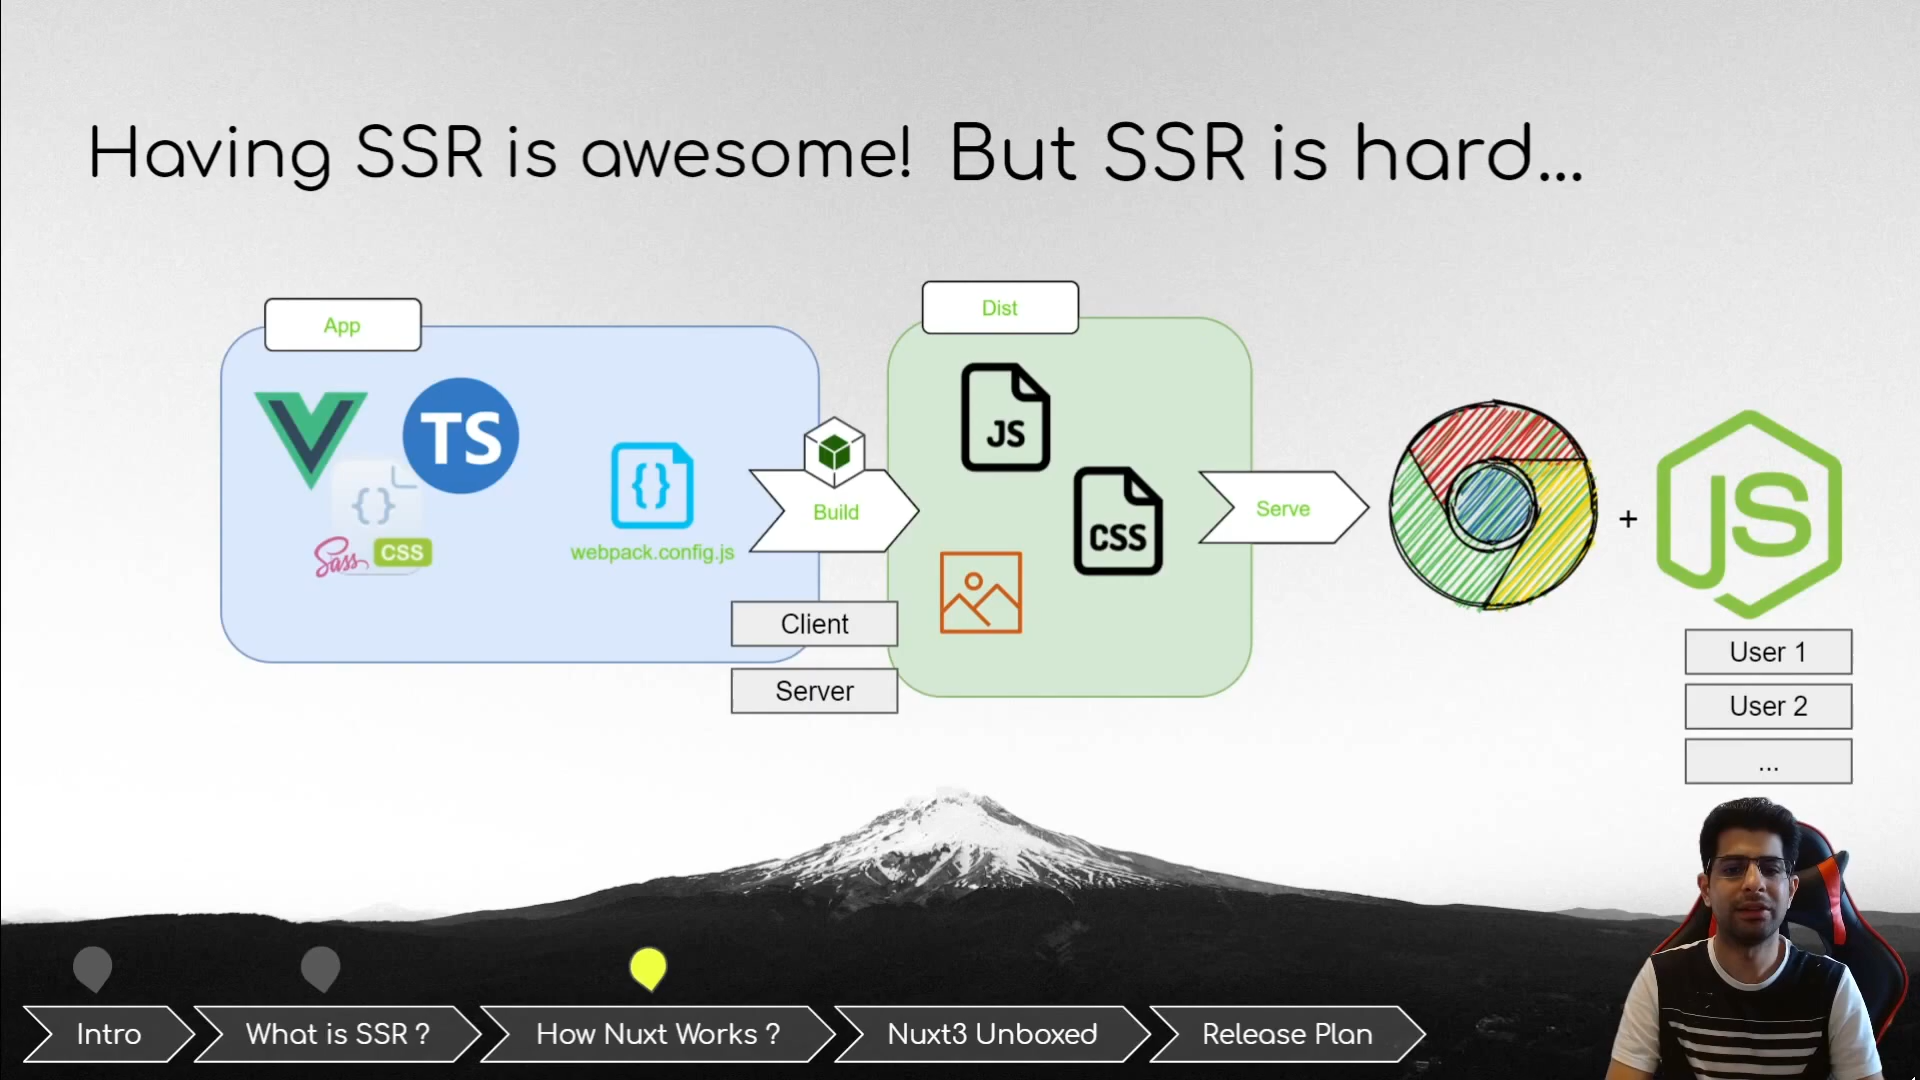 Having SSR is awesome! But SSR is hard...
App
TS
{}
Sass CSS
{}
webpack.config.js
Build
Client
Server
Dist
JS
CSS
Serve
+
JS
User 1
User 2
...
Intro
What is SSR ?
How Nuxt Works ?
Nuxt3 Unboxed
Release Plan